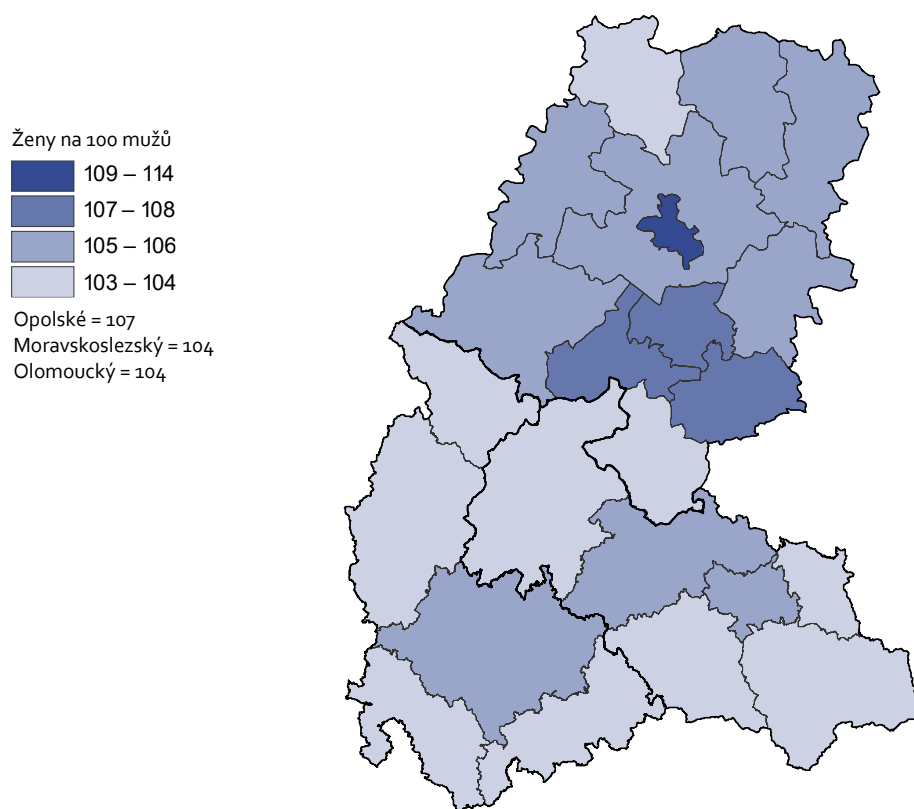 Ženy na 100 mužů
109 – 114
107 – 108
105 – 106
103 – 104
Opolské = 107
Moravskoslezský = 104
Olomoucký = 104